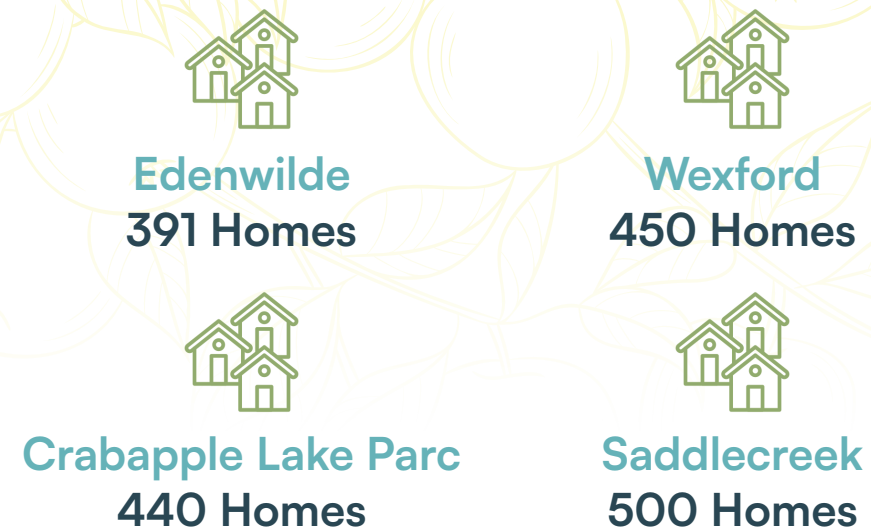 Edenwilde
391 Homes
Wexford
450 Homes
Crabapple Lake Parc
440 Homes
Saddlecreek
500 Homes